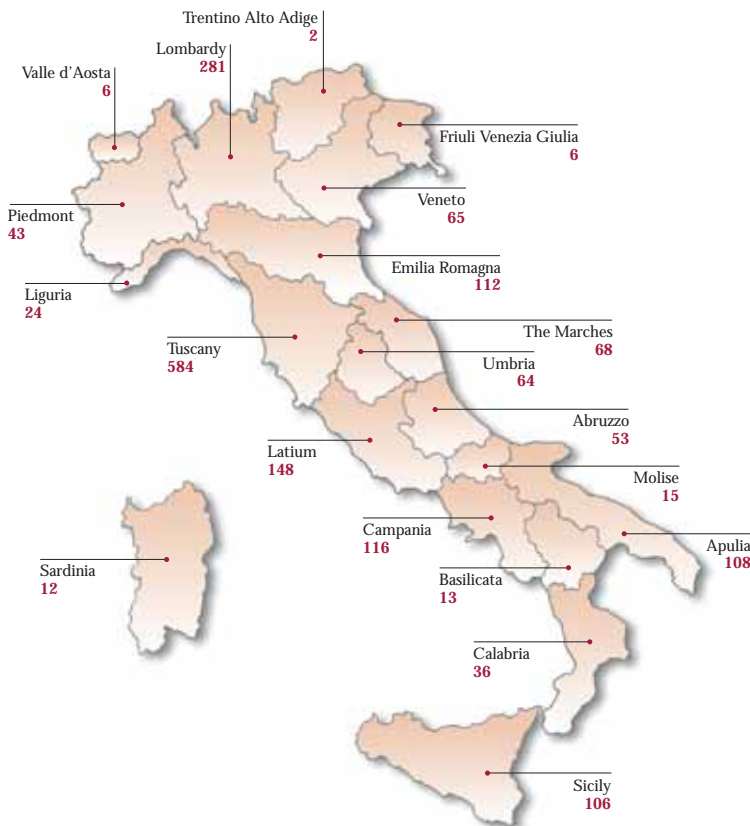 Trentino Alto Adige
2
Lombardy
281
Valle d'Aosta
6
Friuli Venezia Giulia
6
Veneto
65
Piedmont
43
Emilia Romagna
112
Liguria
24
The Marches
68
Tuscany
584
Umbria
64
Abruzzo
53
Latium
148
Molise
15
Campania
116
Apulia
108
Sardinia
12
Basilicata
13
Calabria
36
Sicily
106